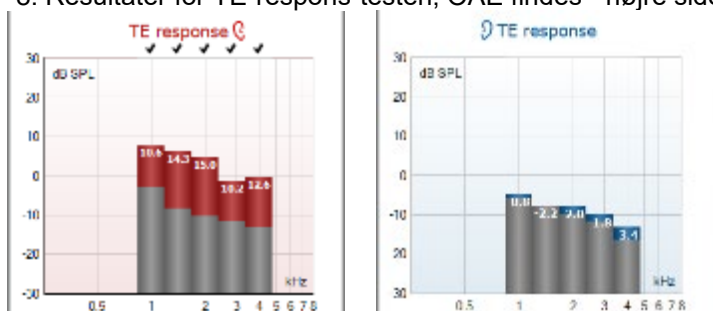 Resultater for TE respons-testen, OAE findes - højre side
TE response
30
dB SPL
20
10
0
-10
-20
-30
10.6
14.3
15.0
10.2
12.6
kHz
0.5 1 2 3 4 5 6 7 8
TE response
30
dB SPL
20
10
0
-10
20
30
-2.2
2.0
1.8
3.4
kHz
0.5 1 2 3 4 5 6 7 8